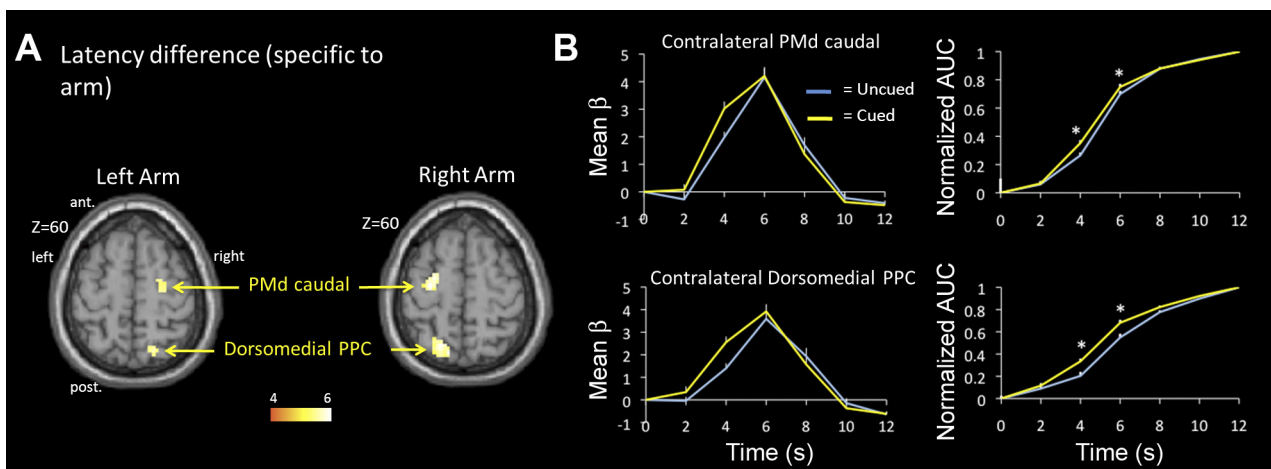 A
Latency difference (specific to
arm)
Left Arm
Right Arm
ant.
Z=60
Z=60
left
right
PMd caudal
Dorsomedial PPC
post.
4 6
B
Contralateral PMd caudal
= Uncued
= Cued
Mean β
5
4
3
2
1
0
-1
0 2 4 6 8 10 12
Normalized AUC
1
0.8
0.6
0.4
0.2
0
* *
0 2 4 6 8 10 12
Contralateral Dorsomedial PPC
Mean β
5
4
3
2
1
0
-1
0 2 4 6 8 10 12
Time (s)
Normalized AUC
1
0.8
0.6
0.4
0.2
0
* *
0 2 4 6 8 10 12
Time (s)